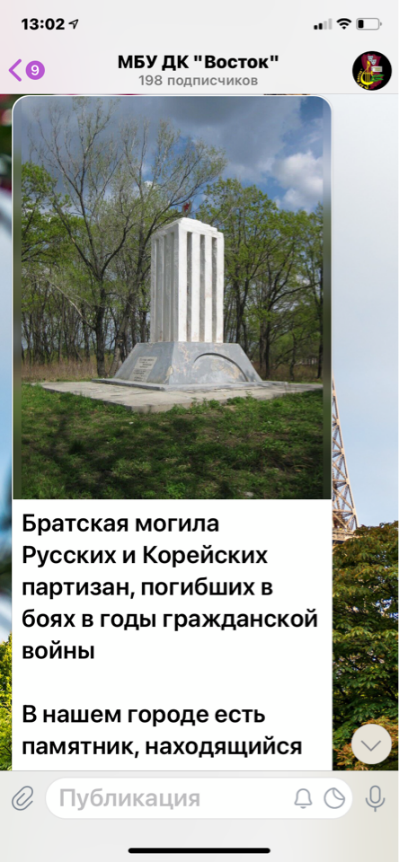 13:02
9
МБУ ДК "Восток"
198 подписчиков
Братская могила
Русских и Корейских
партизан, погибших в
боях в годы гражданской
войны
В нашем городе есть
памятник, находящийся
Публикация